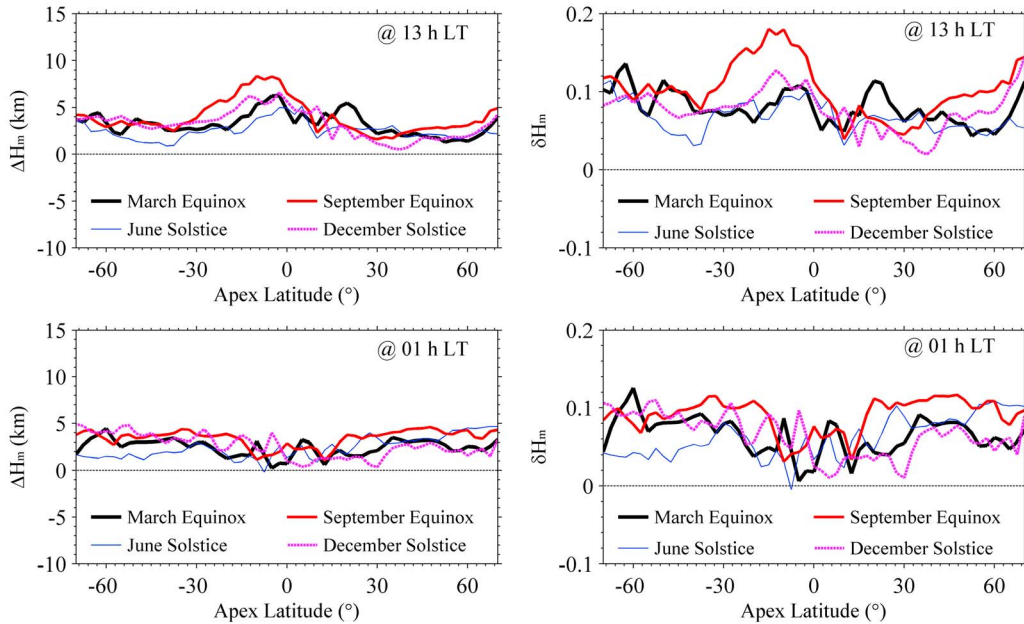 15
10
5
0
-5
-10
ΔHₘ (km)
@ 13 h LT
March Equinox
September Equinox
June Solstice
December Solstice
-60 -30 0 30 60
Apex Latitude (°)
0.2
0.1
0
-0.1
δHₘ
@ 13 h LT
March Equinox
September Equinox
June Solstice
December Solstice
-60 -30 0 30 60
Apex Latitude (°)
15
10
5
0
-5
-10
ΔHₘ (km)
@ 01 h LT
March Equinox
September Equinox
June Solstice
December Solstice
-60 -30 0 30 60
Apex Latitude (°)
0.2
0.1
0
-0.1
δHₘ
@ 01 h LT
March Equinox
September Equinox
June Solstice
December Solstice
-60 -30 0 30 60
Apex Latitude (°)